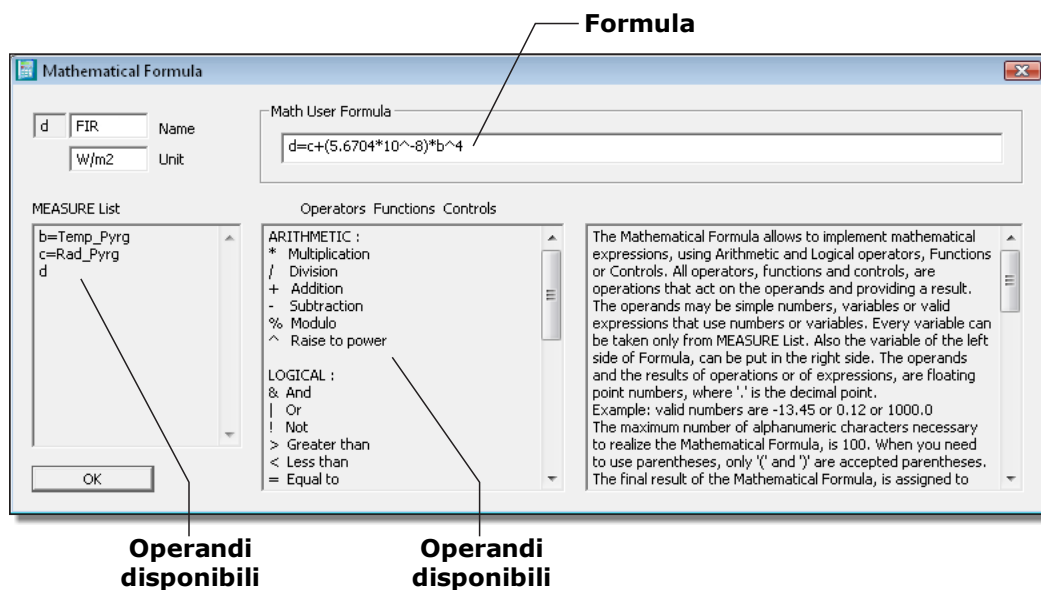 Formula
Mathematical Formula
d FIR Name
W/m2 Unit
Math User Formula
d=c+(5.6704*10^-8)*b^4
MEASURE List
b=Temp_Pyrg
c=Rad_Pyrg
d
OK
Operators Functions Controls
ARITHMETIC :
* Multiplication
/ Division
+ Addition
- Subtraction
% Modulo
^ Raise to power
LOGICAL :
& And
| Or
! Not
> Greater than
< Less than
= Equal to
The Mathematical Formula allows to implement mathematical
expressions, using Arithmetic and Logical operators, Functions
or Controls. All operators, functions and controls, are
operations that act on the operands and providing a result.
The operands may be simple numbers, variables or valid
expressions that use numbers or variables. Every variable can
be taken only from MEASURE List. Also the variable of the left
side of Formula, can be put in the right side. The operands
and the results of operations or of expressions, are floating
point numbers, where '.' is the decimal point.
Example: valid numbers are -13.45 or 0.12 or 1000.0
The maximum number of alphanumeric characters necessary
to realize the Mathematical Formula, is 100. When you need
to use parentheses, only '(' and ')' are accepted parentheses.
The final result of the Mathematical Formula, is assigned to
Operandi
disponibili
Operandi
disponibili